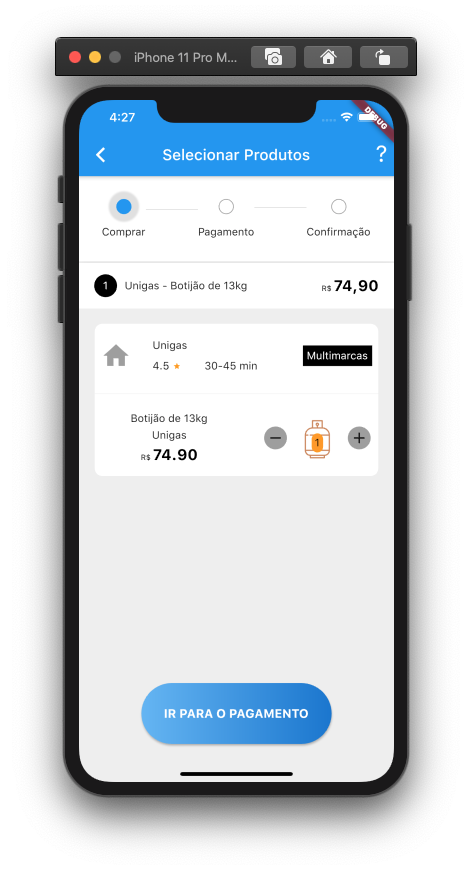 iPhone 11 Pro M...
4:27
DEBUG
Selecionar Produtos
?
Comprar
Pagamento
Confirmação
1
Unigas - Botijão de 13kg
R$ 74,90
Unigas
4.5 ★
30-45 min
Multimarcas
Botijão de 13kg
Unigas
R$ 74.90
1
IR PARA O PAGAMENTO